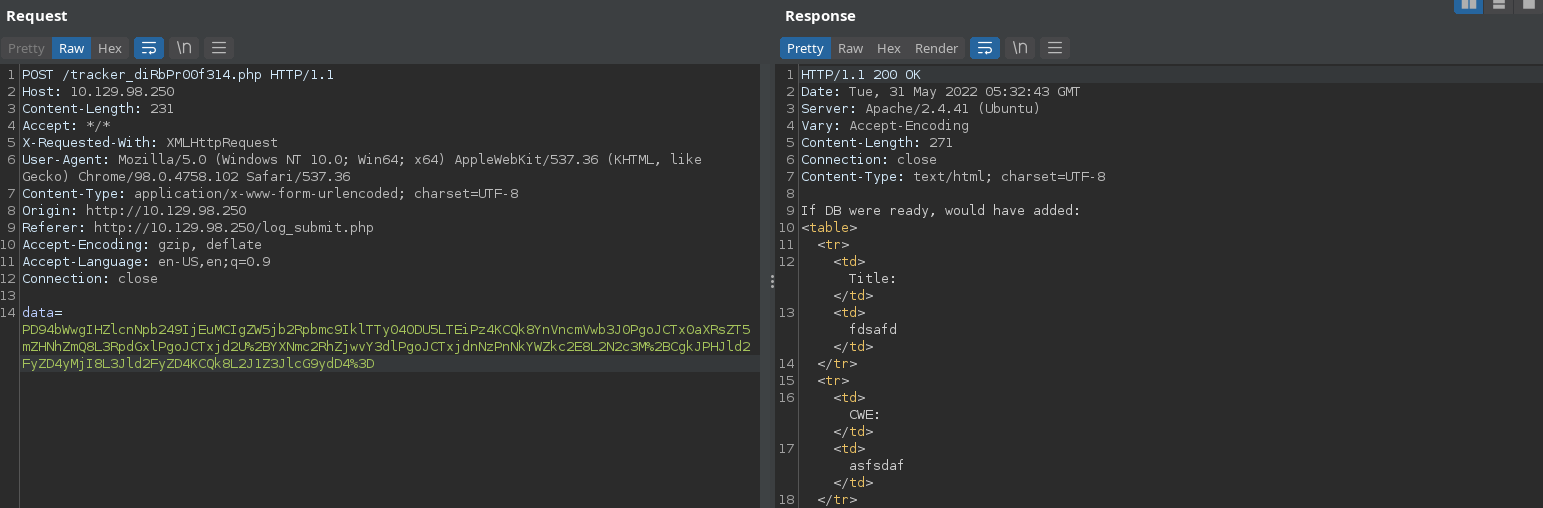 Request
Pretty Raw Hex \n
1 POST /tracker_diRbPr00f314.php HTTP/1.1
2 Host: 10.129.98.250
3 Content-Length: 231
4 Accept: */*
5 X-Requested-With: XMLHttpRequest
6 User-Agent: Mozilla/5.0 (Windows NT 10.0; Win64; x64) AppleWebKit/537.36 (KHTML, like
Gecko) Chrome/98.0.4758.102 Safari/537.36
7 Content-Type: application/x-www-form-urlencoded; charset=UTF-8
8 Origin: http://10.129.98.250
9 Referer: http://10.129.98.250/log_submit.php
10 Accept-Encoding: gzip, deflate
11 Accept-Language: en-US,en;q=0.9
12 Connection: close
13
14 data=
PD94bWwgIHZlcnNpb249IjEuMCIgZW5jb2Rpbmc9IklTTy04ODU5LTEiPz4KCQk8YnVncmVwb3J0PgoJCTx0aXRsZT5
mZHNhZmQ8L3RpdGxlPgoJCTxjd2U%2BYXNmc2RhZjwvY3dlPgoJCTxjdnNzPnNkYWZkc2E8L2N2c3M%2BCgkJPHJld2
FyZD4yMjI8L3Jld2FyZD4KCQk8L2J1Z3JlcG9ydD4%3D
Response
Pretty Raw Hex Render \n
1 HTTP/1.1 200 OK
2 Date: Tue, 31 May 2022 05:32:43 GMT
3 Server: Apache/2.4.41 (Ubuntu)
4 Vary: Accept-Encoding
5 Content-Length: 271
6 Connection: close
7 Content-Type: text/html; charset=UTF-8
8
9 If DB were ready, would have added:
10 <table>
11 <tr>
12 <td>
Title:
</td>
13 <td>
fdsafd
</td>
14 </tr>
15 <tr>
16 <td>
CWE:
</td>
17 <td>
asfsdaf
</td>
18 </tr>